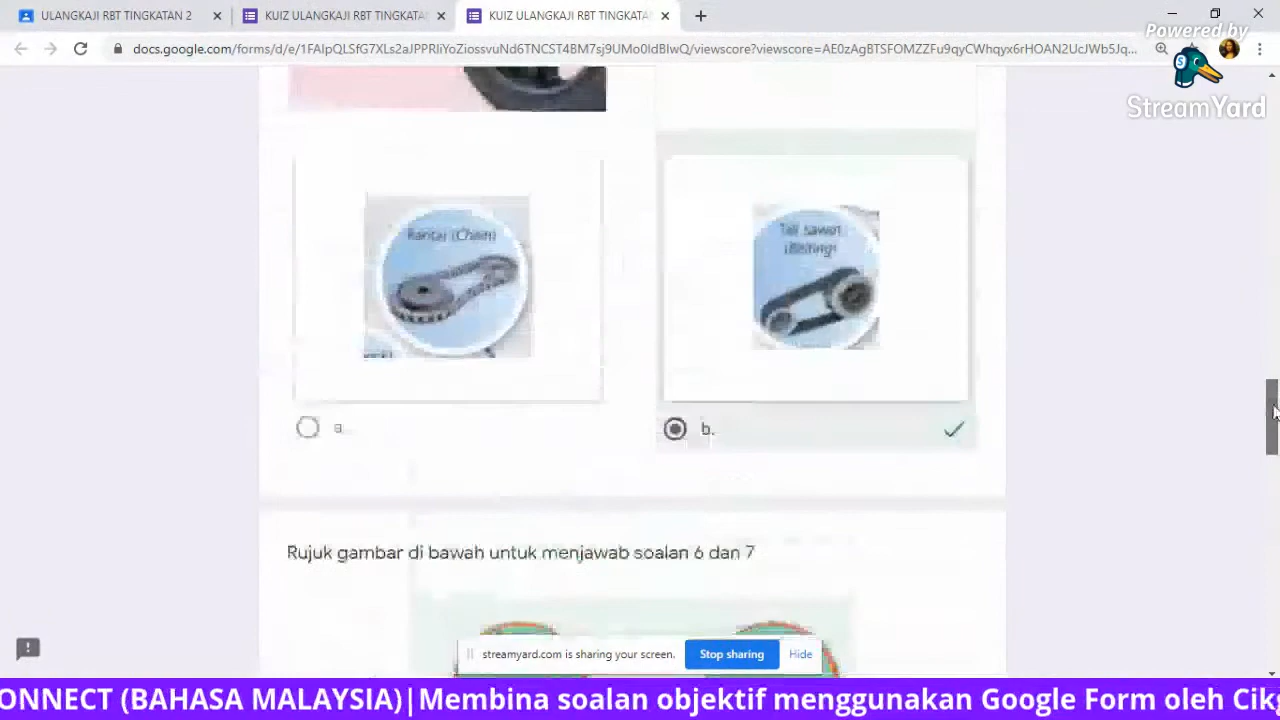 ULANGKAJI RBT TINGKATAN 2
KUIZ ULANGKAJI RBT TINGKATA
KUIZ ULANGKAJI RBT TINGKATAN
Powered by
docs.google.com/forms/d/e/1FAIpQLSfG7XLs2aJPPRIiYoZiossvuNd6TNCST4BM7sj9UMo0IdBlwQ/viewscore?viewscore=AE0zAgBTSFOMZZFu9qyCWhqyx6rHOAN2UcJWb5Jq...
S
StreamYard
Rantai (Chain)
Tali sawat
(Belting)
a.
b.
Rujuk gambar di bawah untuk menjawab soalan 6 dan 7
streamyard.com is sharing your screen.
Stop sharing
Hide
ONNECT (BAHASA MALAYSIA)|Membina soalan objektif menggunakan Google Form oleh Cik